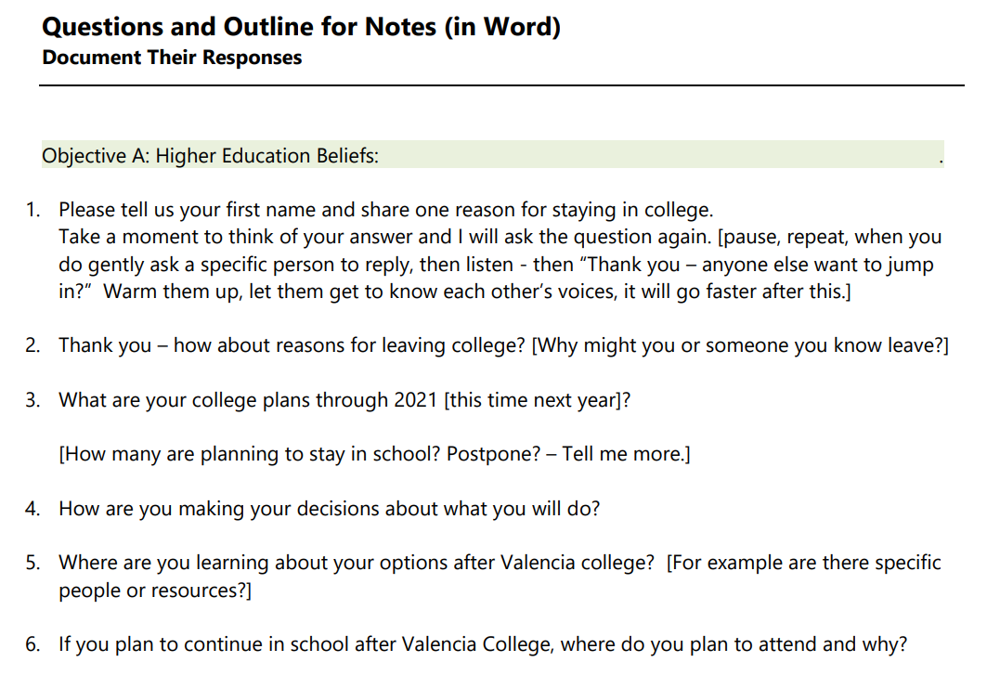 Questions and Outline for Notes (in Word)
Document Their Responses
Objective A: Higher Education Beliefs: .
1. Please tell us your first name and share one reason for staying in college.
Take a moment to think of your answer and I will ask the question again. [pause, repeat, when you
do gently ask a specific person to reply, then listen - then “Thank you – anyone else want to jump
in?”  Warm them up, let them get to know each other’s voices, it will go faster after this.]
2. Thank you – how about reasons for leaving college? [Why might you or someone you know leave?]
3. What are your college plans through 2021 [this time next year]?
[How many are planning to stay in school? Postpone? – Tell me more.]
4. How are you making your decisions about what you will do?
5. Where are you learning about your options after Valencia college?  [For example are there specific
people or resources?]
6. If you plan to continue in school after Valencia College, where do you plan to attend and why?